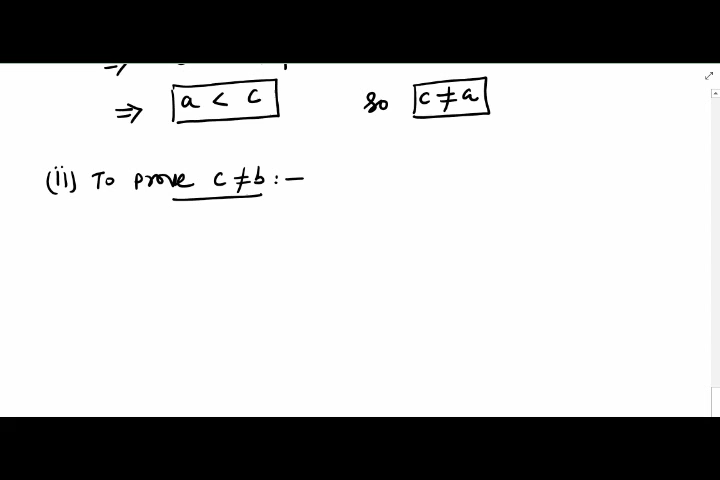 ⇒ a < c so c ≠ a
(ii) To prove c ≠ b : —